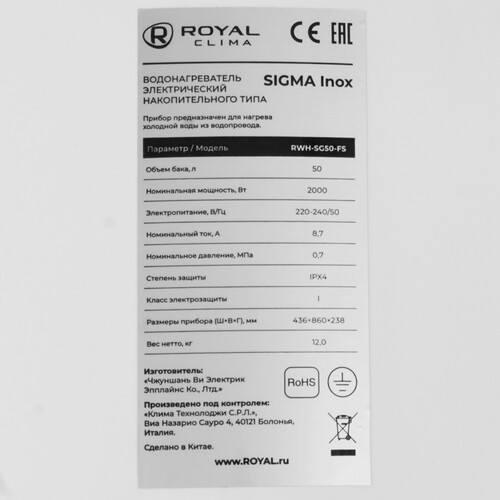 ROYAL
CLIMA
CE EAC
ВОДОНАГРЕВАТЕЛЬ
ЭЛЕКТРИЧЕСКИЙ
НАКОПИТЕЛЬНОГО ТИПА
SIGMA Inox
Прибор предназначен для нагрева
холодной воды из водопровода.
Параметр / Модель RWH-SG50-FS
Объем бака, л 50
Номинальная мощность, Вт 2000
Электропитание, В/Гц 220-240/50
Номинальный ток, А 8,7
Номинальное давление, МПа 0,7
Степень защиты IPX4
Класс электрозащиты I
Размеры прибора (Ш×В×Г), мм 436×860×238
Вес нетто, кг 12,0
Изготовитель:
«Чжуншань Ви Электрик
Эпплайнс Ко., Лтд.»
RoHS
Произведено под контролем:
«Клима Технолоджи С.Р.Л.»,
Виа Назарио Сауро 4, 40121 Болонья,
Италия.
Сделано в Китае.
www.ROYAL.ru